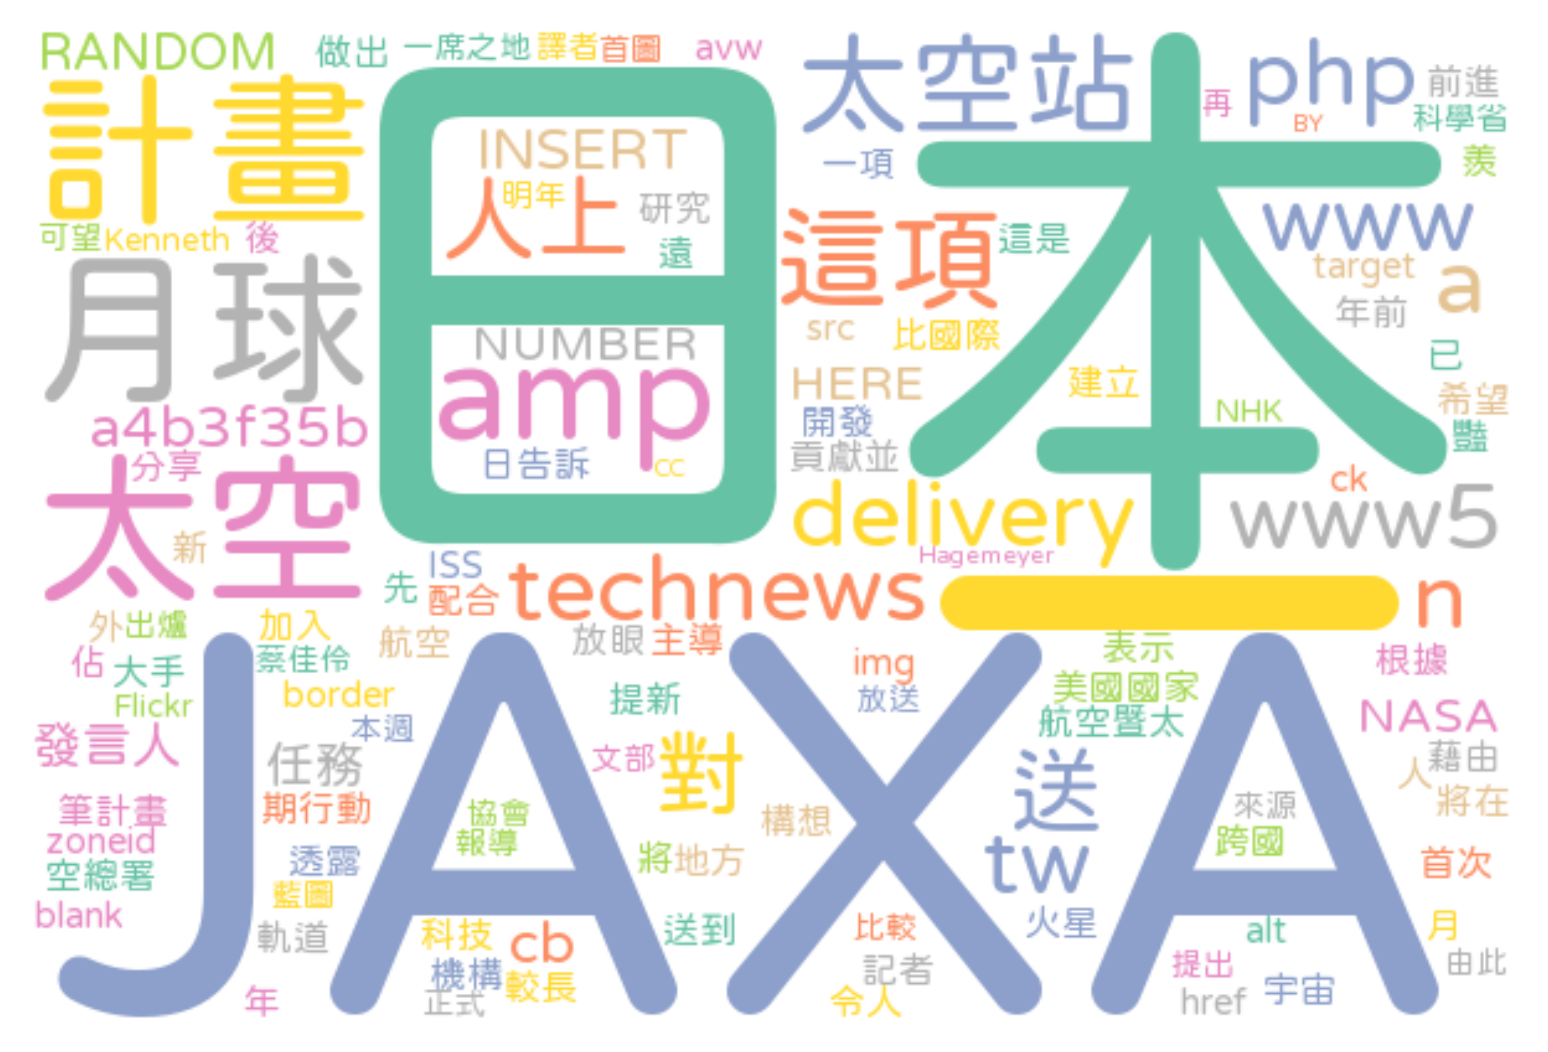 RANDOM 做出 一席之地 譯者 首圖 avw
計畫 日本 太空站 再 php 前進
BY 科學省
INSERT 一項 羨
人上 明年 研究 這項 這是 www
可望 Kenneth 後 遠 target a
月球 NUMBER src 比國際 年前
amp HERE 建立 已
a4b3f35b 開發 NHK 希望
分享 日告訴 CC 貢獻並 豔
太空 delivery ck www5
新 Hagemeyer
先 ISS technews 一 n
配合
外 出爐 加入 航空 放眼 主導 表示
佔 大手 蔡佳伶 img 根據
Flickr border 提新 放送 美國國家
JAXA
本週 航空暨太 NASA
發言人 任務 文部 對 送 藉由
人 將在
筆計畫 期行動 協會 構想 來源
zoneid 報導 tw 跨國
空總署 透露 將 地方 首次
blank 藍圖
軌道 科技 cb 送到 比較 火星 alt 月
機構 記者 提出 由此
年 較長 正式 令人 href 宇宙